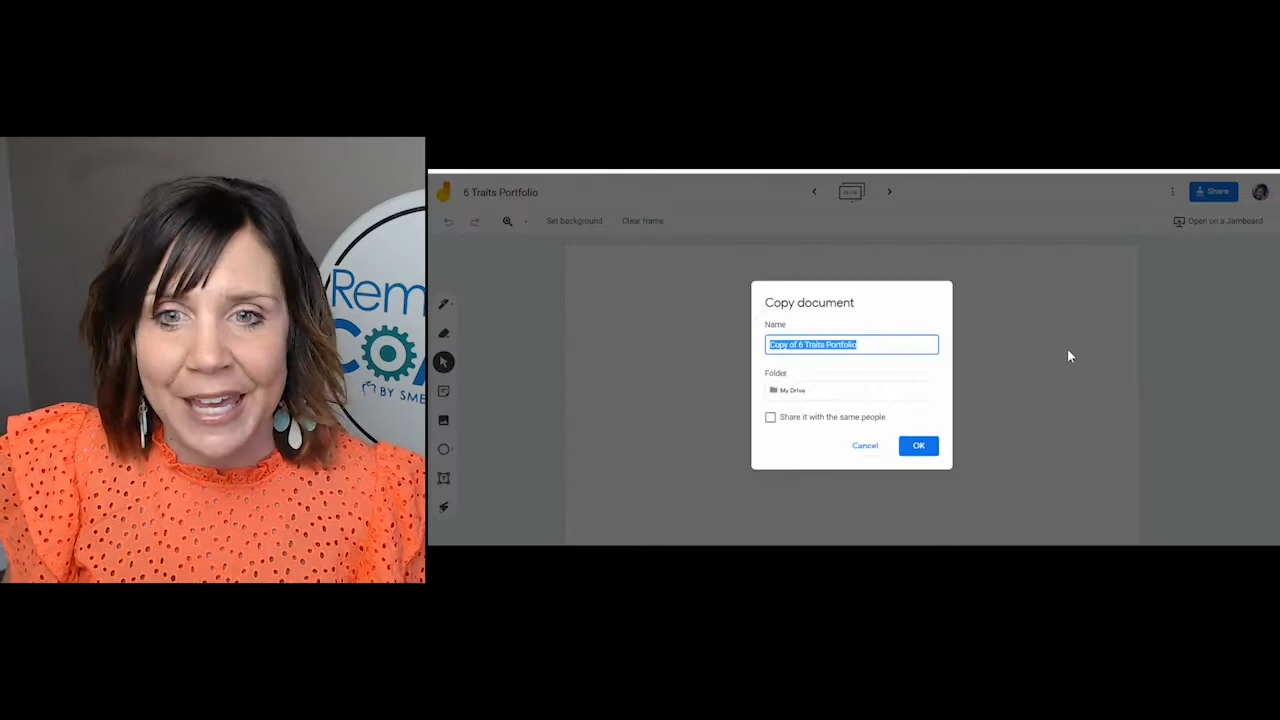 Rem
CO
BY SME
6 Traits Portfolio
Share
Set background
Clear frame
Open on a Jamboard
Copy document
Name
Copy of 6 Traits Portfolio
Folder
My Drive
Share it with the same people
Cancel
OK